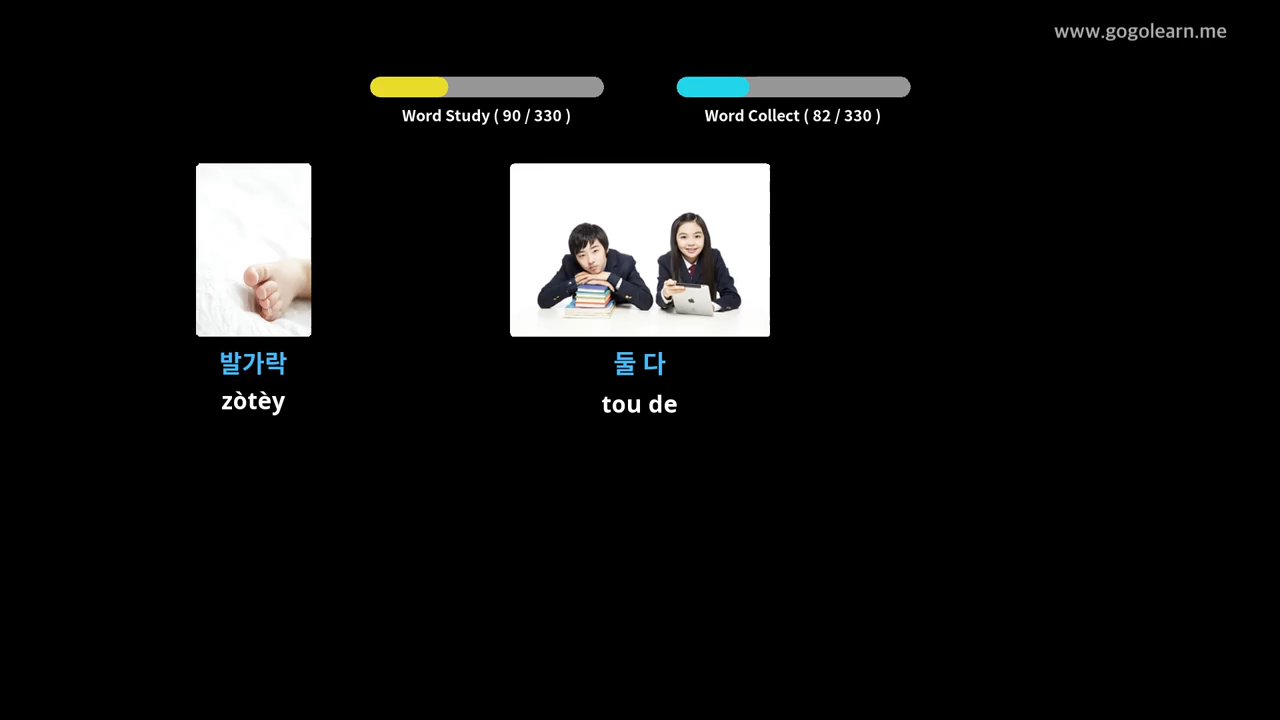 www.gogolearn.me
Word Study ( 90 / 330 )
Word Collect ( 82 / 330 )
발가락
zòtèy
둘 다
tou de